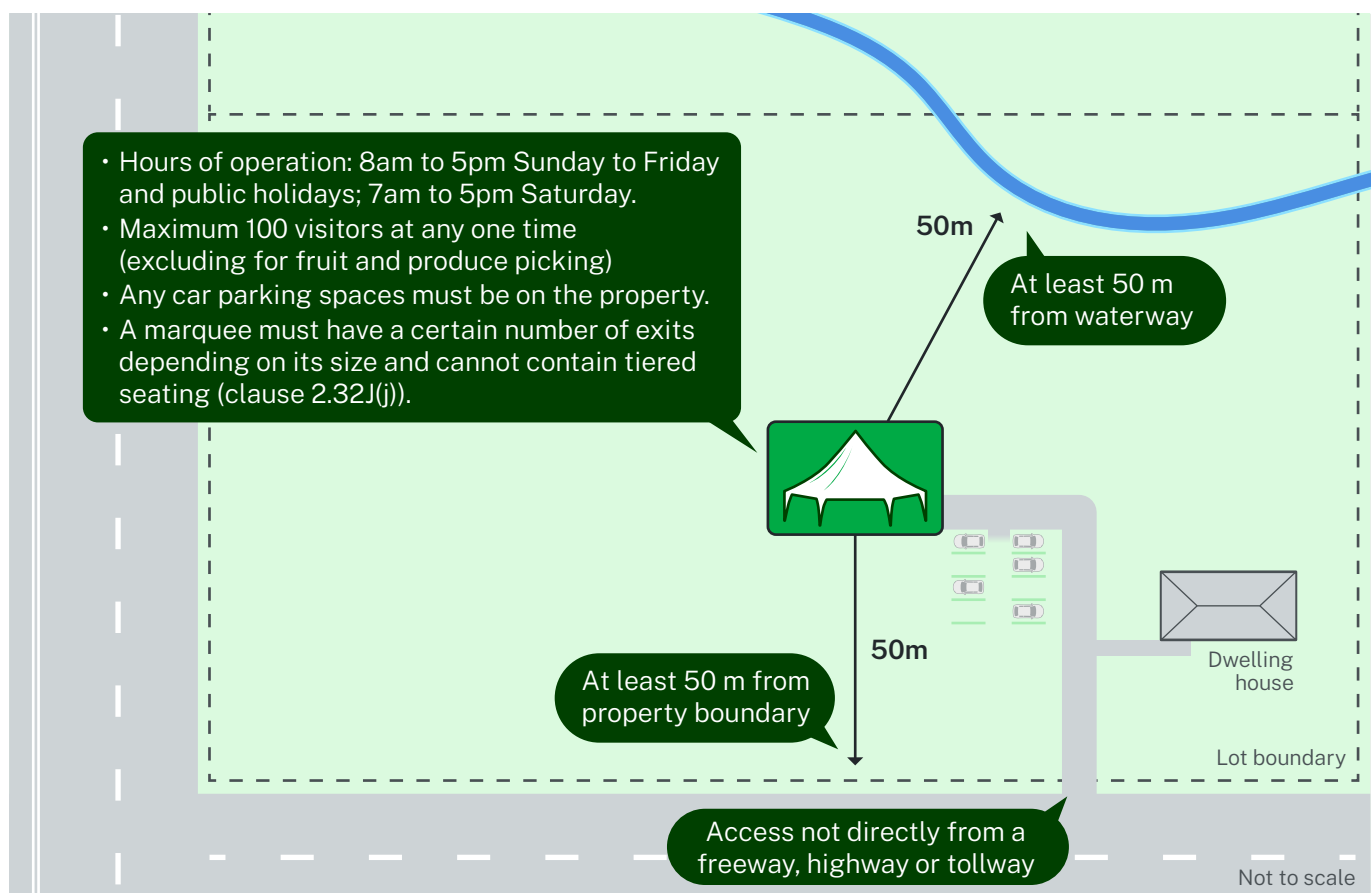 • Hours of operation: 8am to 5pm Sunday to Friday
and public holidays; 7am to 5pm Saturday.
• Maximum 100 visitors at any one time
(excluding for fruit and produce picking)
• Any car parking spaces must be on the property.
• A marquee must have a certain number of exits
depending on its size and cannot contain tiered
seating (clause 2.32J(j)).
50m
At least 50 m
from waterway
50m
At least 50 m from
property boundary
Dwelling
house
Lot boundary
Access not directly from a
freeway, highway or tollway
Not to scale